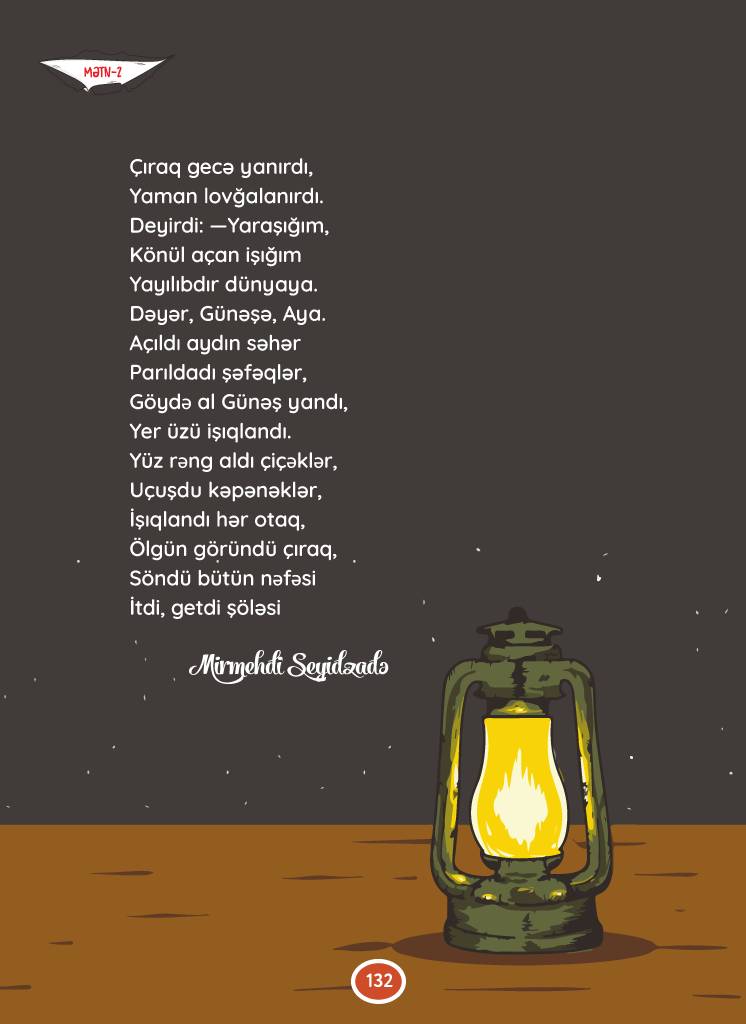 MƏTN-2
Çıraq gecə yanırdı,
Yaman lovğalanırdı.
Deyirdi: —Yaraşığım,
Könül açan işığım
Yayılıbdır dünyaya.
Dəyər, Günəşə, Aya.
Açıldı aydın səhər
Parıldadı şəfəqlər,
Göydə al Günəş yandı,
Yer üzü işıqlandı.
Yüz rəng aldı çiçəklər,
Uçuşdu kəpənəklər,
İşıqlandı hər otaq,
Ölgün göründü çıraq,
Söndü bütün nəfəsi
İtdi, getdi şöləsi
Mirmehdi Seyidzadə
132